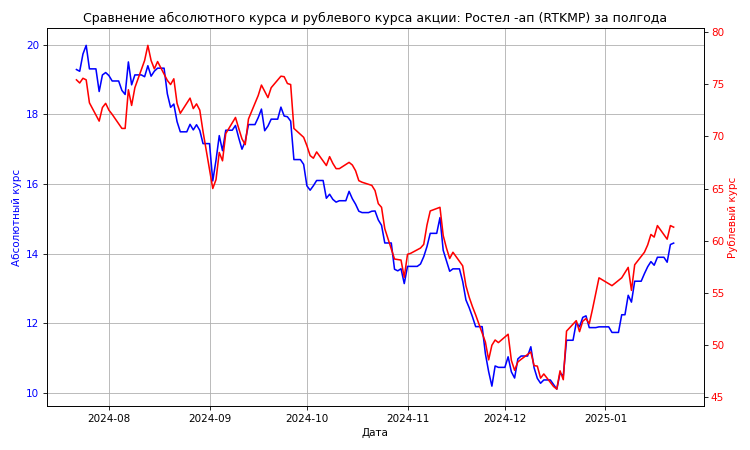 Сравнение абсолютного курса и рублевого курса акции: Ростел -ап (RTKMP) за полгода
Абсолютный курс
20
18
16
14
12
10
80
75
70
65
60
55
50
45
Рублевый курс
2024-08 2024-09 2024-10 2024-11 2024-12 2025-01
Дата